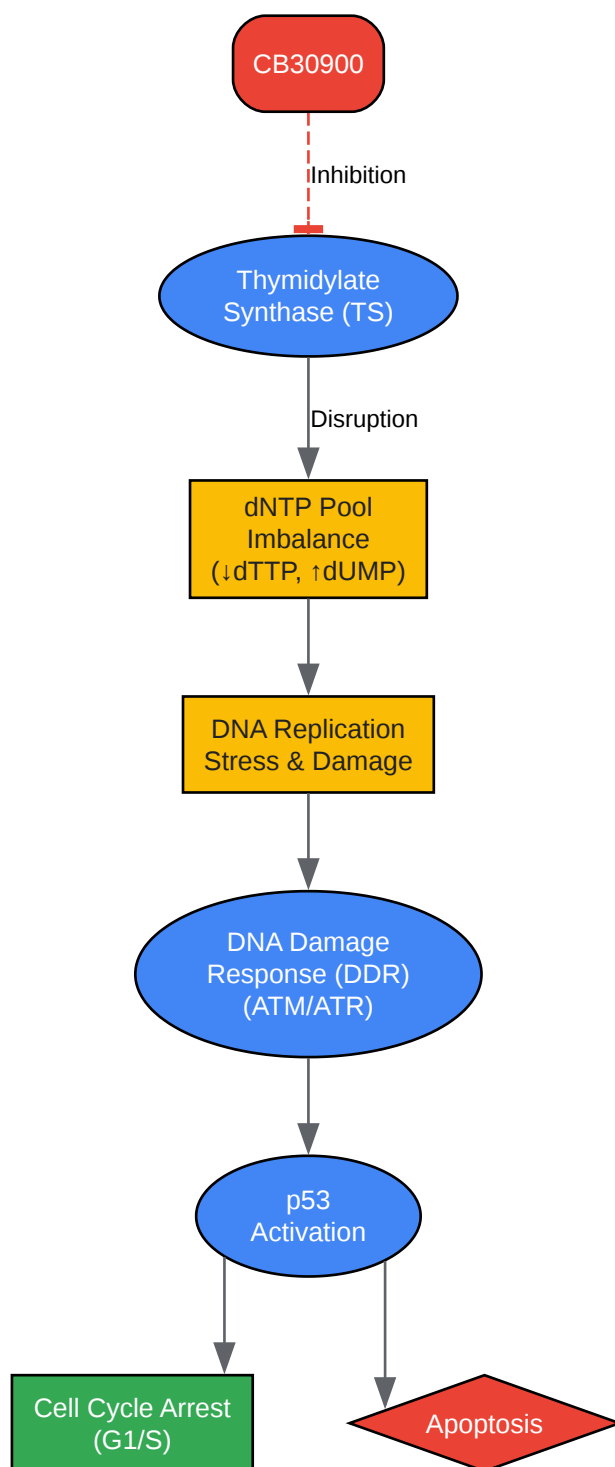 CB30900
Inhibition
Thymidylate
Synthase (TS)
Disruption
dNTP Pool
Imbalance
(↓dTTP, ↑dUMP)
DNA Replication
Stress & Damage
DNA Damage
Response (DDR)
(ATM/ATR)
p53
Activation
Cell Cycle Arrest
(G1/S)
Apoptosis